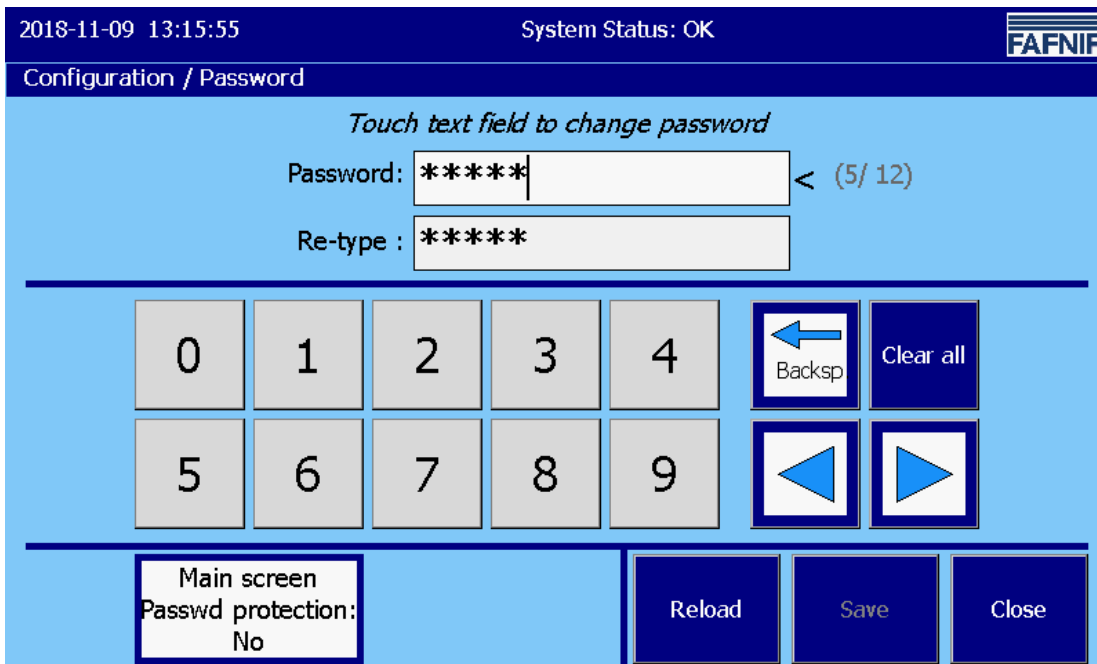 2018-11-09 13:15:55 System Status: OK FAFNIR
Configuration / Password
Touch text field to change password
Password: ***** < (5/ 12)
Re-type : *****
0 1 2 3 4 Backsp Clear all
5 6 7 8 9
Main screen
Passwd protection:
No
Reload Save Close